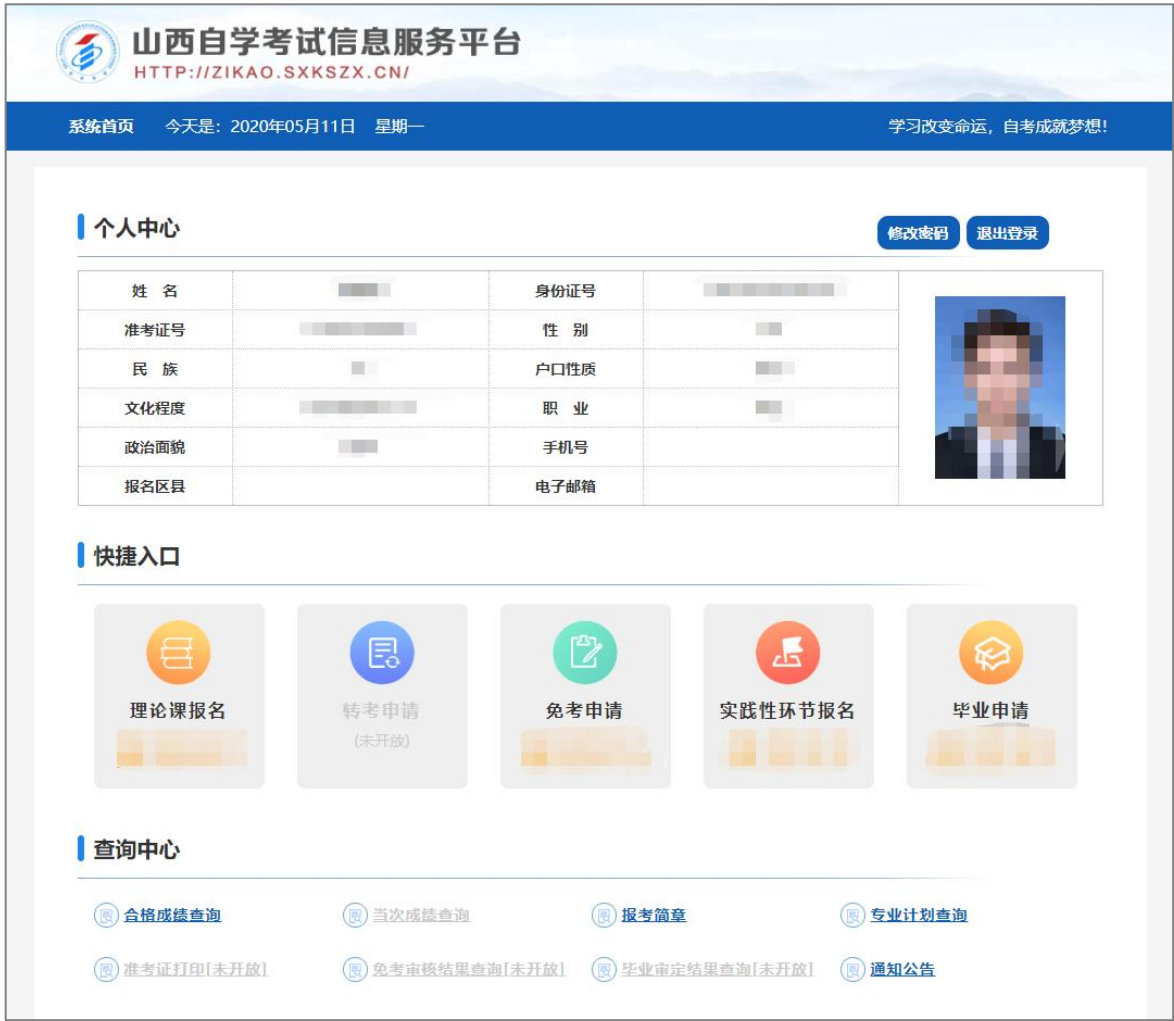 山西自学考试信息服务平台
HTTP://ZIKAO.SXKSZX.CN/
系统首页 今天是：2020年05月11日 星期一 学习改变命运，自考成就梦想！
个人中心 修改密码 退出登录
姓 名 身份证号
准考证号 性 别
民 族 户口性质
文化程度 职 业
政治面貌 手机号
报名区县 电子邮箱
快捷入口
理论课报名 转考申请 免考申请 实践性环节报名 毕业申请
(未开放)
查询中心
合格成绩查询 当次成绩查询 报考简章 专业计划查询
准考证打印[未开放] 免考审核结果查询[未开放] 毕业审定结果查询[未开放] 通知公告